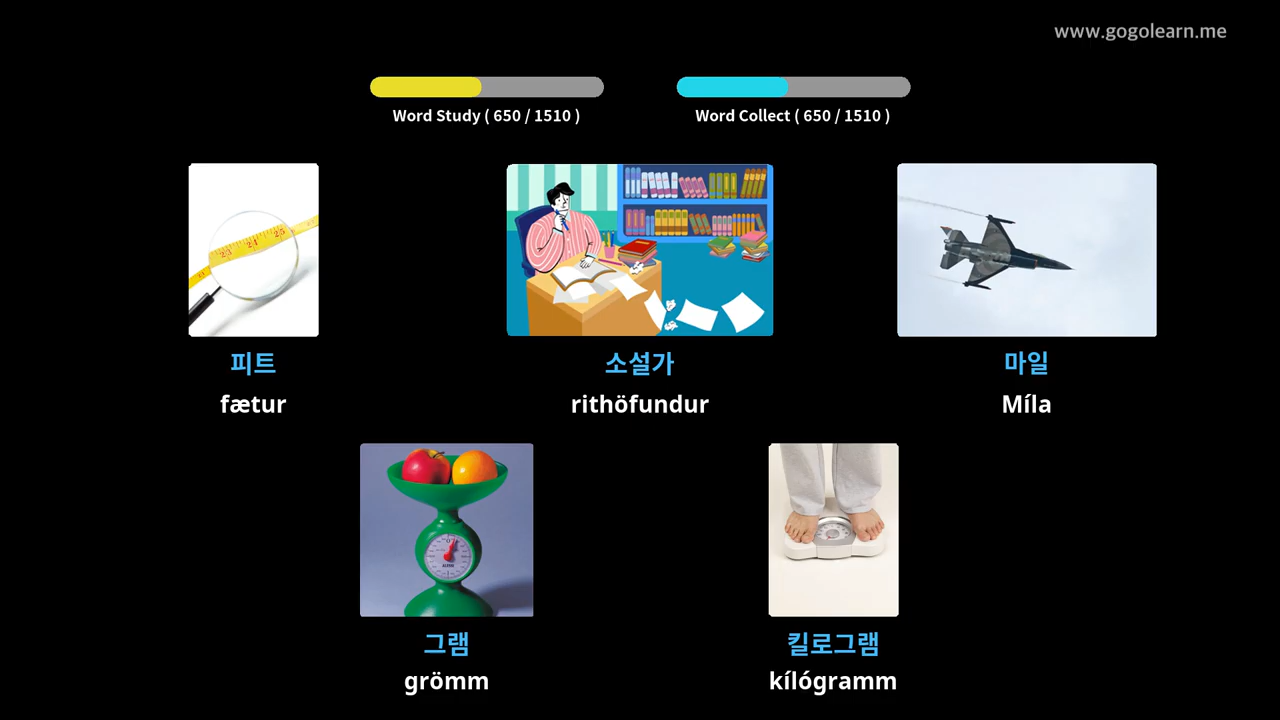 www.gogolearn.me
Word Study ( 650 / 1510 )
Word Collect ( 650 / 1510 )
피트
소설가
마일
fætur
rithöfundur
Míla
그램
킬로그램
grömm
kílógramm